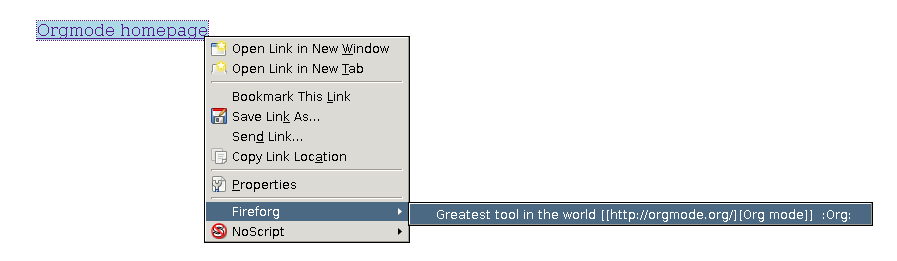 Orgmode homepage
Open Link in New Window
Open Link in New Tab
Bookmark This Link
Save Link As...
Send Link...
Copy Link Location
Properties
Fireforg
Greatest tool in the world [[http://orgmode.org/][Org mode]] :Org:
NoScript